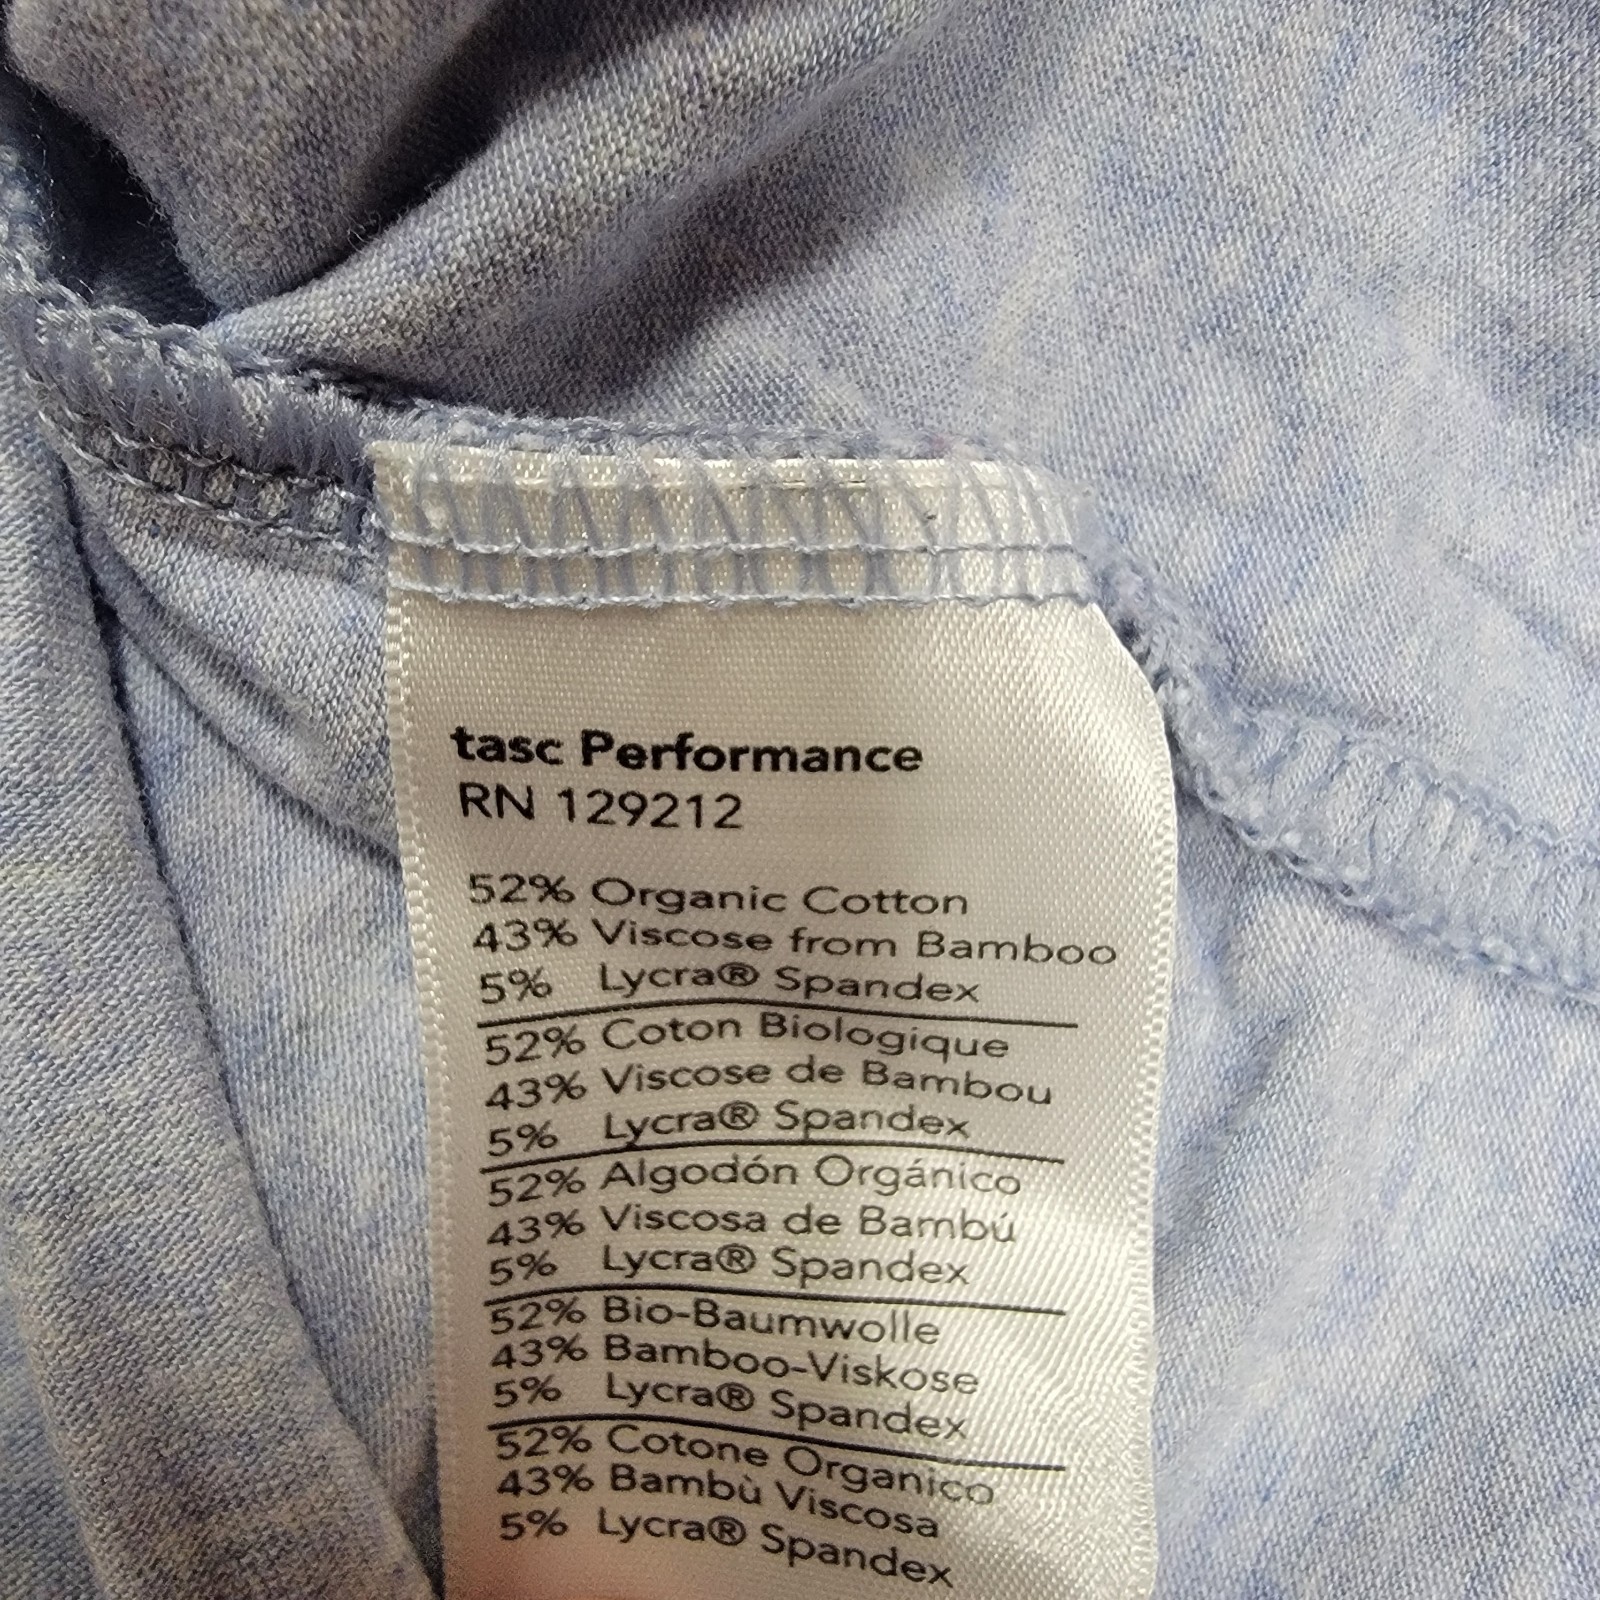 tasc Performance
RN 129212
52% Organic Cotton
43% Viscose from Bamboo
5% Lycra® Spandex
52% Coton Biologique
43% Viscose de Bambou
5% Lycra® Spandex
52% Algodón Orgánico
43% Viscosa de Bambú
5% Lycra® Spandex
52% Bio-Baumwolle
43% Bamboo-Viskose
5% Lycra® Spandex
52% Cotone Organico
43% Bambù Viscosa
5% Lycra® Spandex